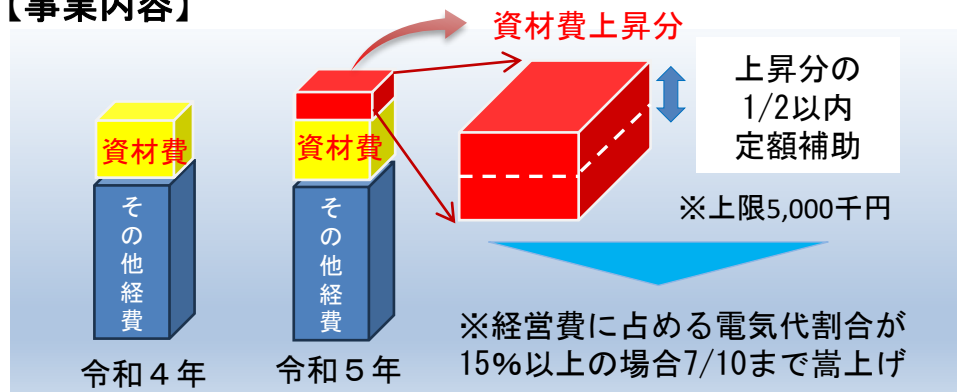 【事業内容】
資材費上昇分
上昇分の
1/2以内
定額補助
※上限5,000千円
資材費
資材費
その他経費
その他経費
令和４年
令和５年
※経営費に占める電気代割合が
15%以上の場合7/10まで嵩上げ